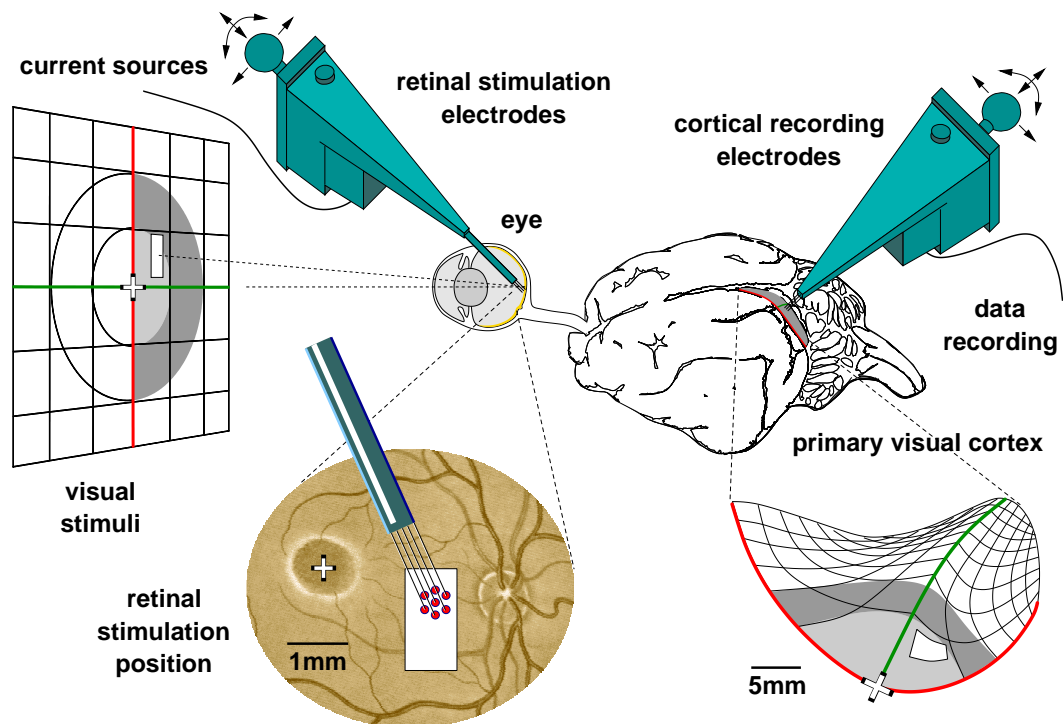 current sources
retinal stimulation
electrodes
cortical recording
electrodes
eye
data
recording
visual
stimuli
primary visual cortex
retinal
stimulation
position
1mm
5mm